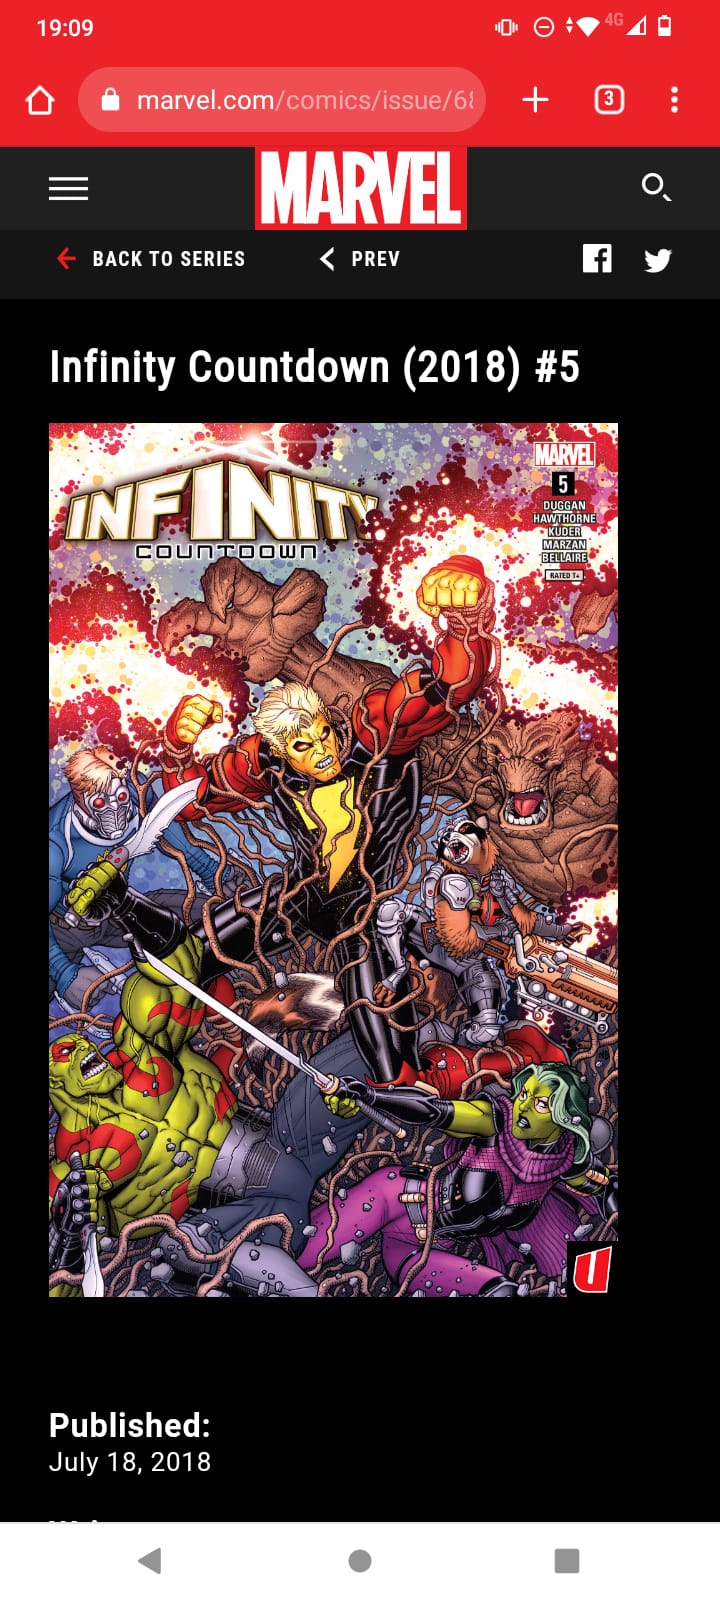 19:09
4G
marvel.com/comics/issue/68
3
MARVEL
BACK TO SERIES
PREV
Infinity Countdown (2018) #5
MARVEL
5
DUGGAN
HAWTHORNE
KUDER
MARZAN
BELLAIRE
RATED T+
INFINITY
COUNTDOWN
Published:
July 18, 2018